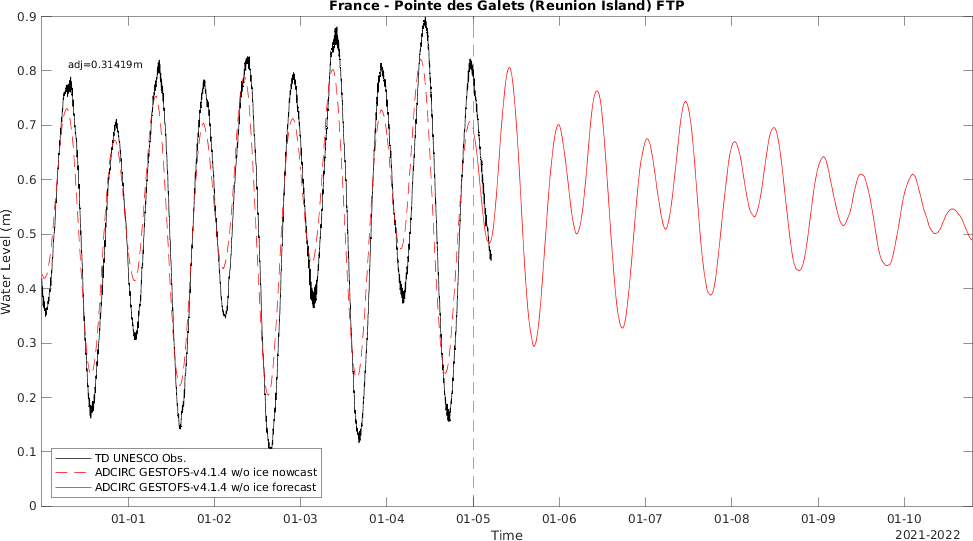 France - Pointe des Galets (Reunion Island) FTP
0.9
0.8
0.7
0.6
0.5
0.4
0.3
0.2
0.1
0
Water Level (m)
adj=0.31419m
TD UNESCO Obs.
ADCIRC GESTOFS-v4.1.4 w/o ice nowcast
ADCIRC GESTOFS-v4.1.4 w/o ice forecast
01-01 01-02 01-03 01-04 01-05 01-06 01-07 01-08 01-09 01-10
Time
2021-2022